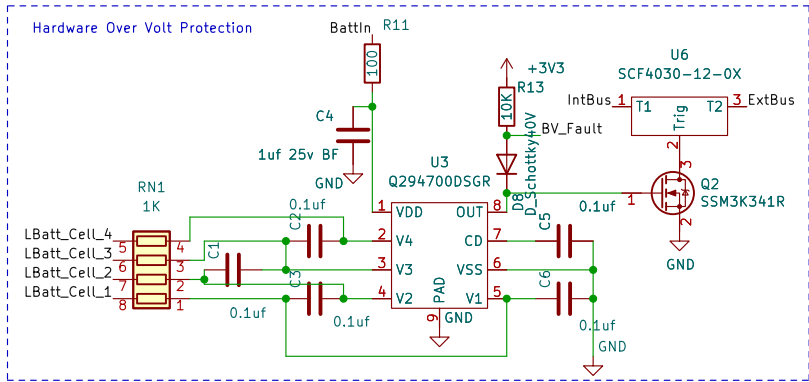 Hardware Over Volt Protection
BattIn
R11
100
C4
1uf 25v BF
GND
+3V3
R13
10K
BV_Fault
D8
D_Schottky40V
U6
SCF4030-12-0X
IntBus
1
T1
Trig
T2
3
ExtBus
2
3
Q2
SSM3K341R
1
2
GND
U3
Q294700DSGR
1
VDD
OUT
8
2
V4
CD
7
3
V3
VSS
6
4
V2
V1
5
PAD
9
GND
RN1
1K
LBatt_Cell_4
5
4
LBatt_Cell_3
6
3
LBatt_Cell_2
7
2
LBatt_Cell_1
8
1
C1
0.1uf
C2
0.1uf
C3
0.1uf
C5
0.1uf
C6
0.1uf
GND